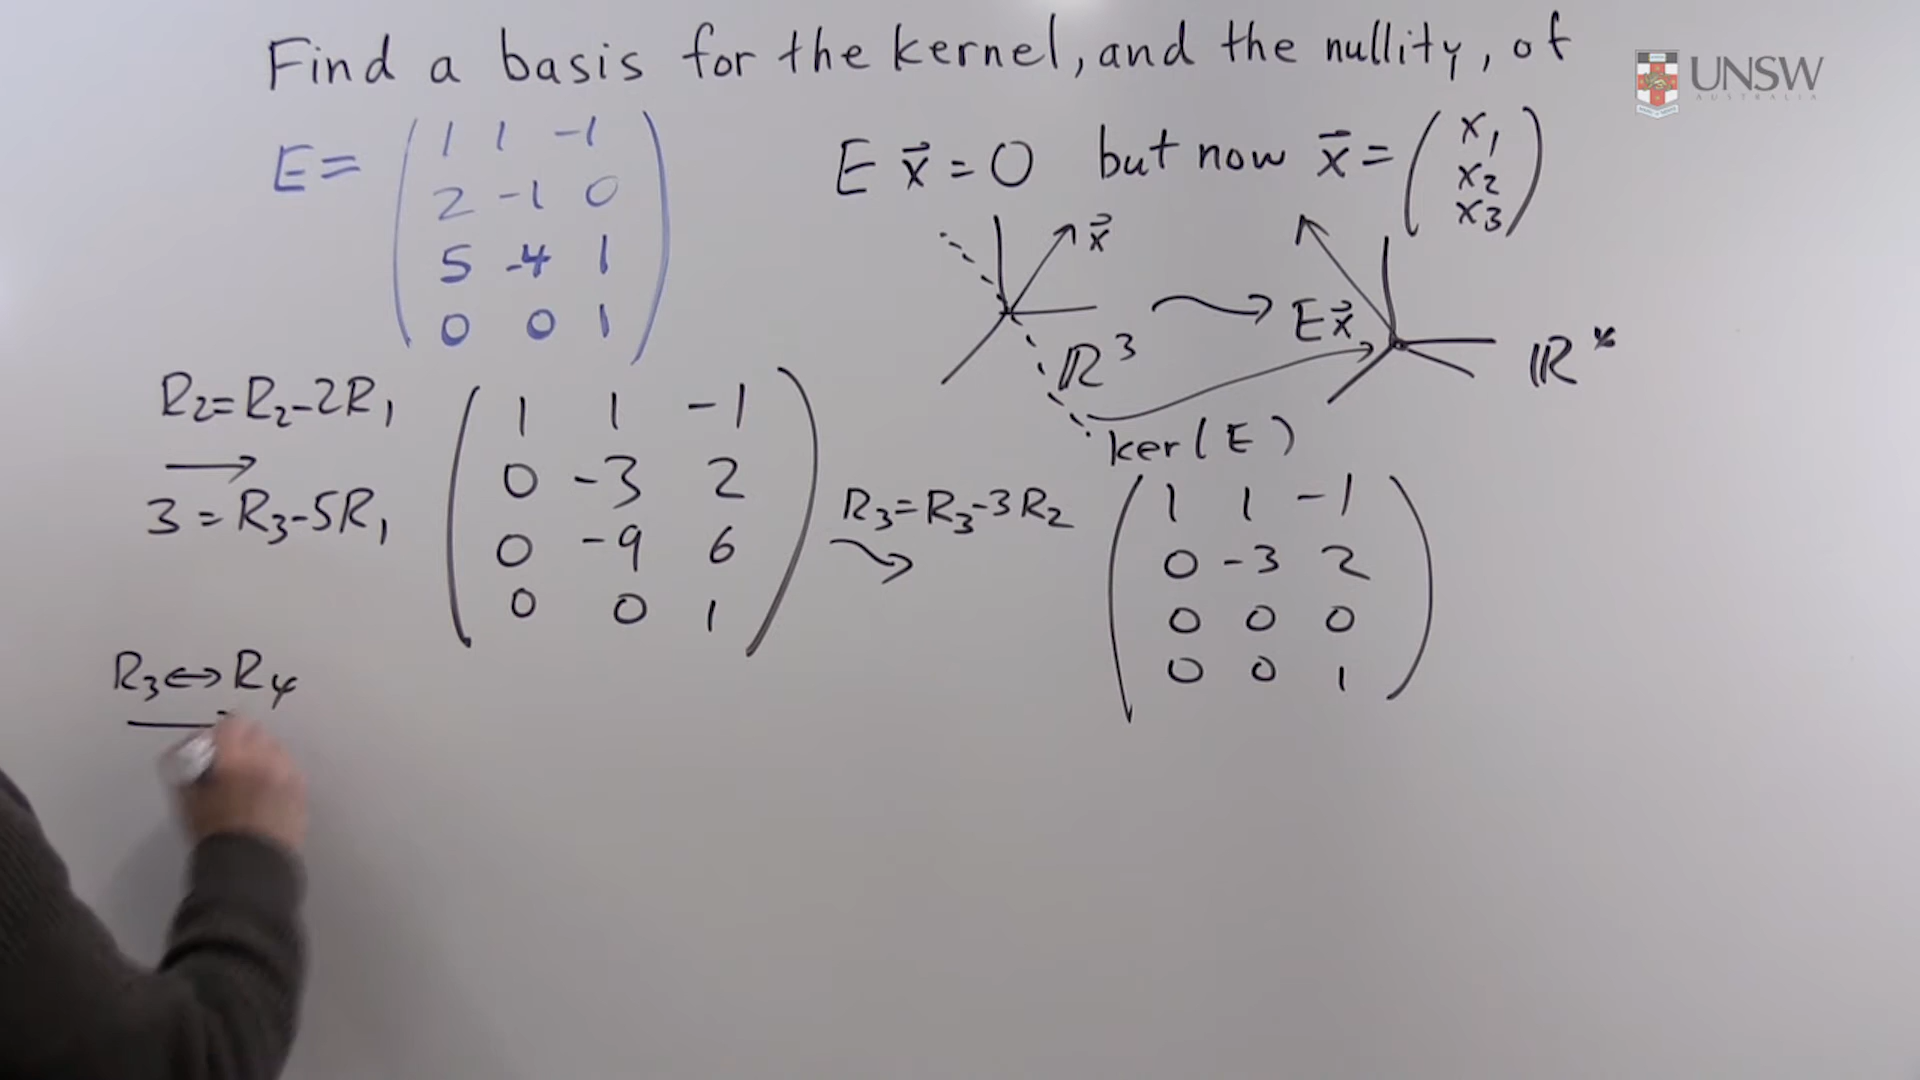 Find a basis for the kernel, and the nullity, of
UNSW
AUSTRALIA
E = ( 1 1 -1
2 -1 0
5 -4 1
0 0 1 )
E x⃗ = 0 but now x⃗ = ( x₁
x₂
x₃ )
x⃗
ℝ³
E x⃗
ℝ⁴
ker(E)
R₂=R₂-2R₁
→
3 = R₃-5R₁
( 1 1 -1
0 -3 2
0 -9 6
0 0 1 )
R₃=R₃-3R₂
( 1 1 -1
0 -3 2
0 0 0
0 0 1 )
R₃↔R₄